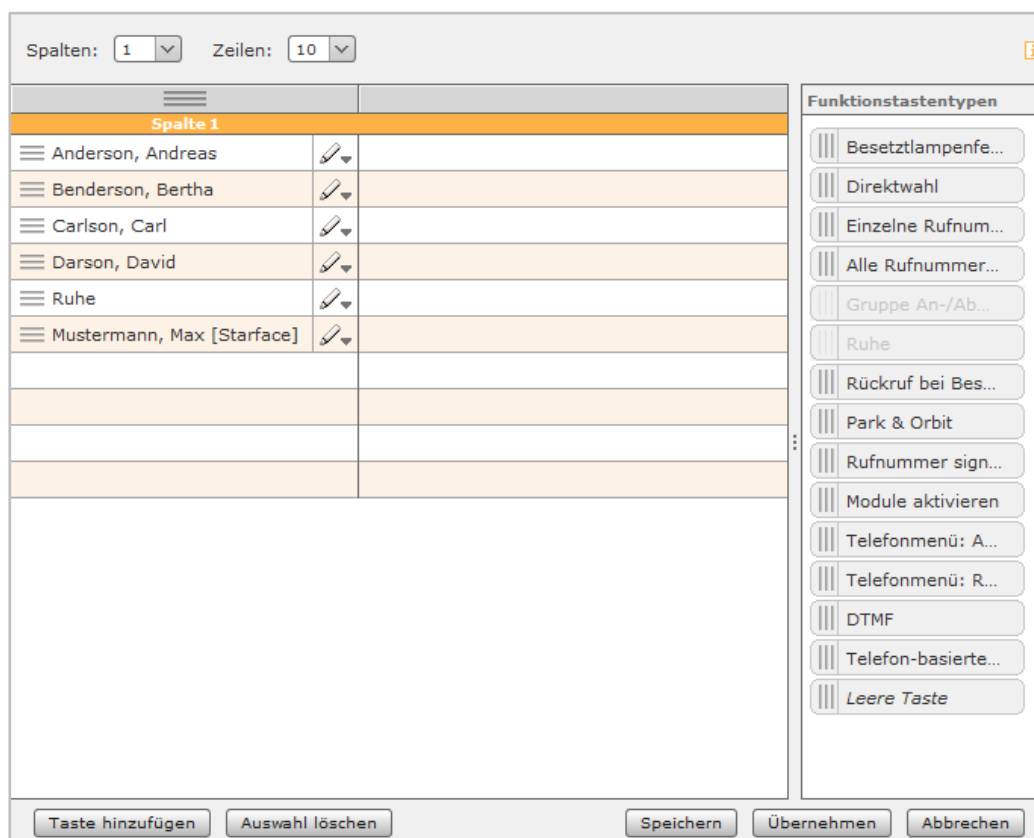 Spalten: 1 Zeilen: 10
Spalte 1
Anderson, Andreas
Benderson, Bertha
Carlson, Carl
Darson, David
Ruhe
Mustermann, Max [Starface]
Funktionstastentypen
Besetztlampenfe...
Direktwahl
Einzelne Rufnum...
Alle Rufnummer...
Gruppe An-/Ab...
Ruhe
Rückruf bei Bes...
Park & Orbit
Rufnummer sign...
Module aktivieren
Telefonmenü: A...
Telefonmenü: R...
DTMF
Telefon-basierte...
Leere Taste
Taste hinzufügen Auswahl löschen Speichern Übernehmen Abbrechen